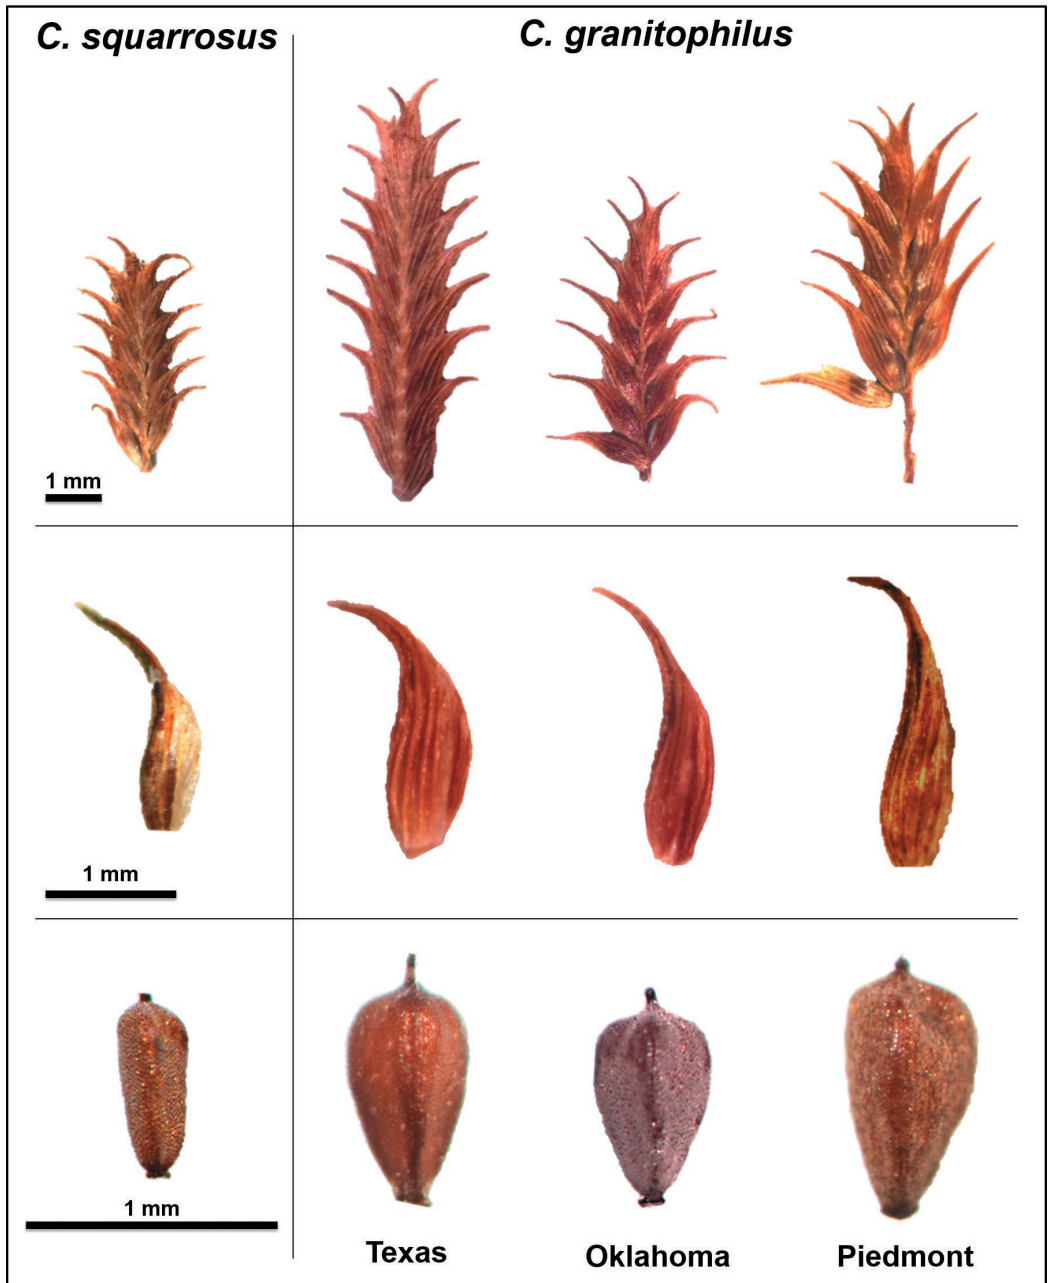 C. squarrosus
C. granitophilus
1 mm
1 mm
1 mm
Texas
Oklahoma
Piedmont